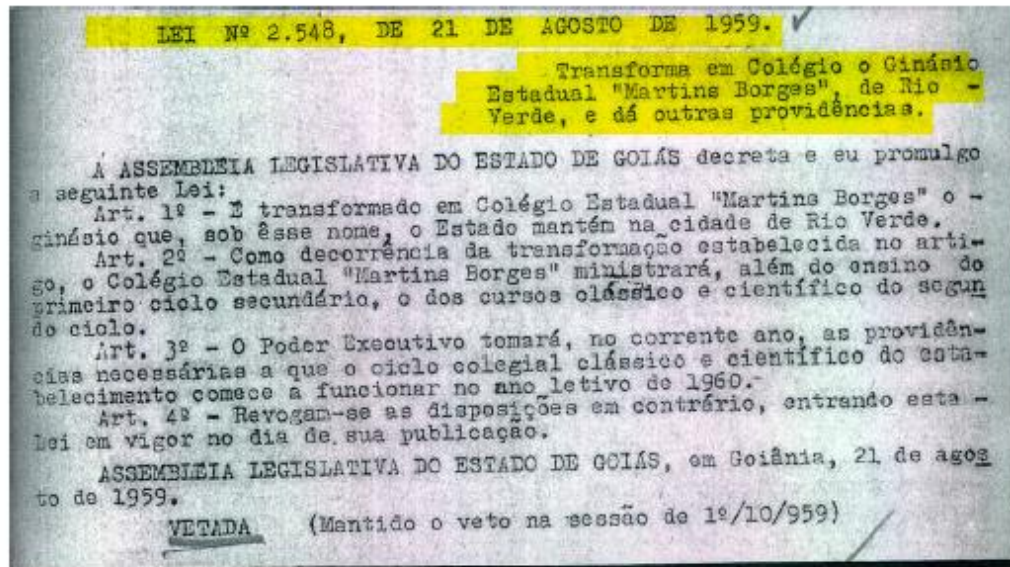 LEI Nº 2.548, DE 21 DE AGOSTO DE 1959.
Transforma em Colégio o Ginásio
Estadual "Martins Borges", de Rio -
Verde, e dá outras providências.
A ASSEMBLEIA LEGISLATIVA DO ESTADO DE GOIÁS decreta e eu promulgo
a seguinte Lei:
Art. 1º - É transformado em Colégio Estadual "Martins Borges" o -
ginásio que, sob êsse nome, o Estado mantém na cidade de Rio Verde.
Art. 2º - Como decorrência da transformação estabelecida no arti-
go, o Colégio Estadual "Martins Borges" ministrará, além do ensino do
primeiro ciclo secundário, o dos cursos clássico e científico do segun
do ciclo.
Art. 3º - O Poder Executivo tomará, no corrente ano, as providên-
cias necessárias a que o ciclo colegial clássico e científico do esta-
belecimento comece a funcionar no ano letivo de 1960.-
Art. 4º - Revogam-se as disposições em contrário, entrando esta -
Lei em vigor no dia de sua publicação.
ASSEMBLEIA LEGISLATIVA DO ESTADO DE GOIÁS, em Goiânia, 21 de agos
to de 1959.
VETADA (Mantido o veto na sessão de 1º/10/959)